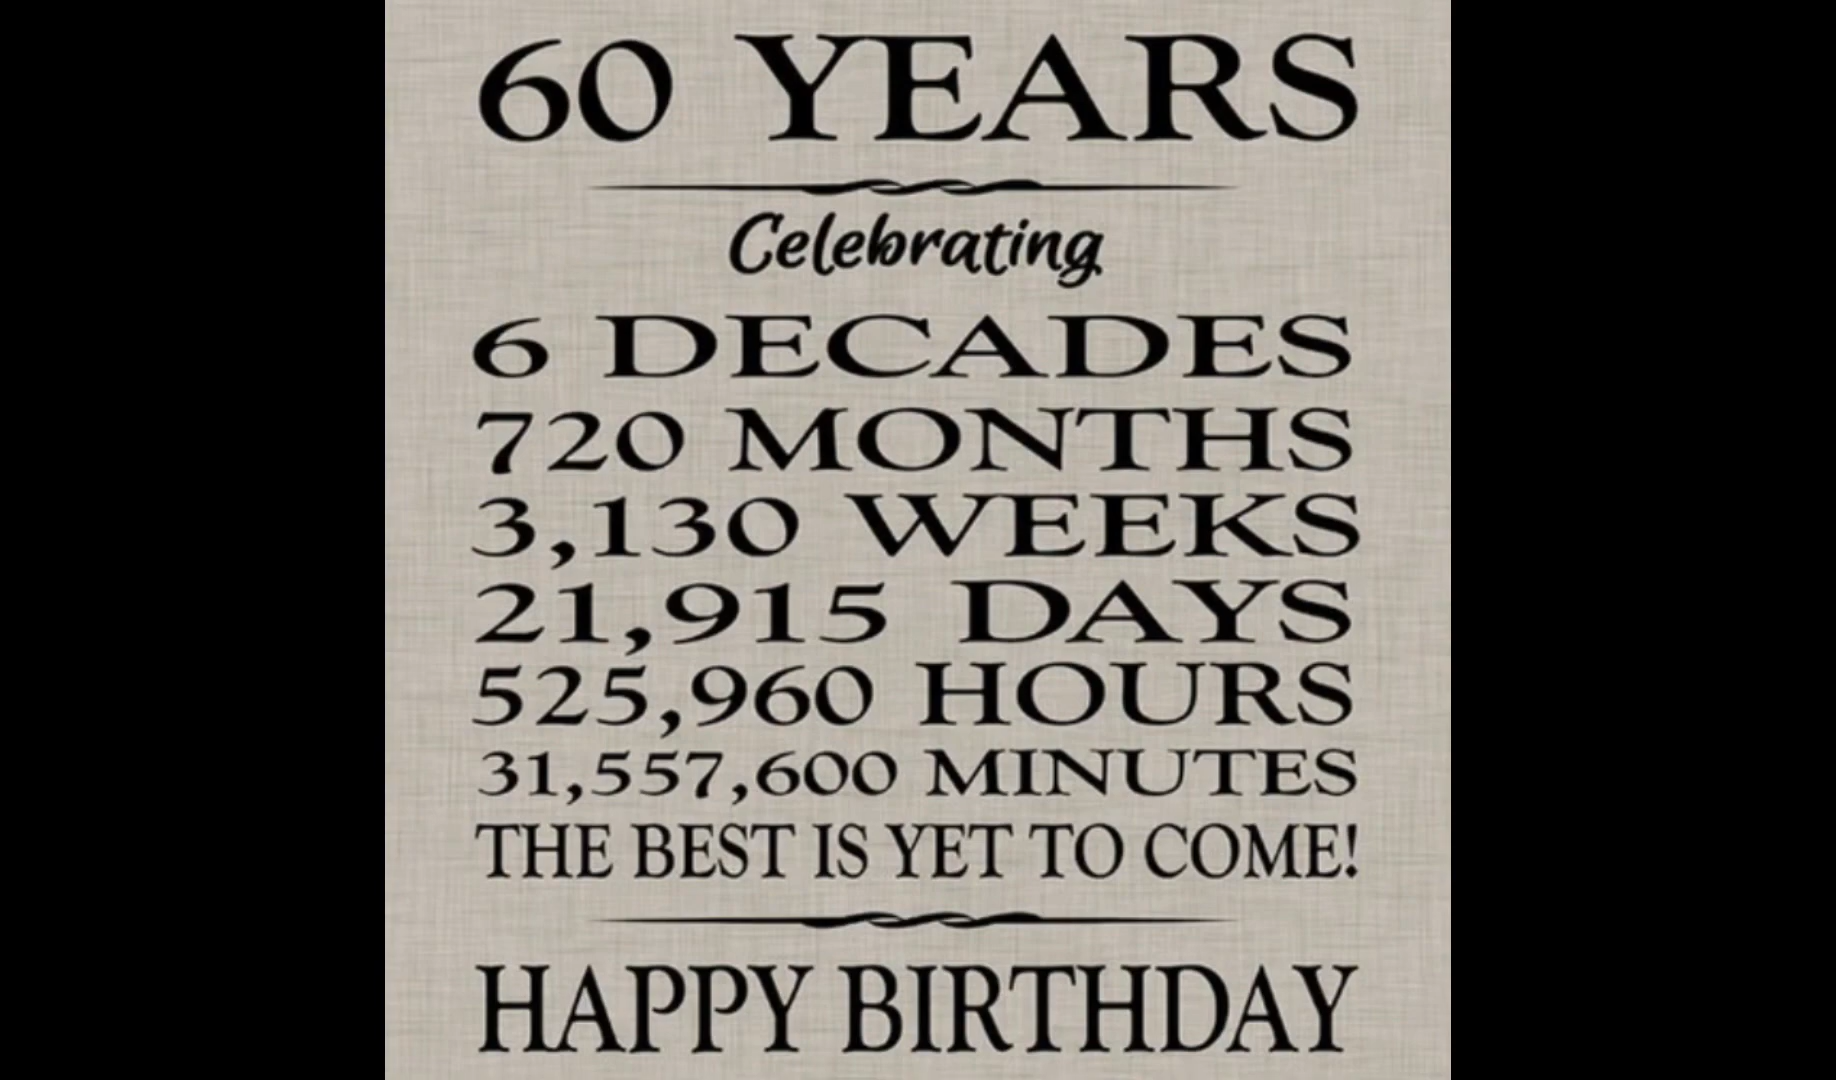 60 YEARS
Celebrating
6 DECADES
720 MONTHS
3,130 WEEKS
21,915 DAYS
525,960 HOURS
31,557,600 MINUTES
THE BEST IS YET TO COME!
HAPPY BIRTHDAY